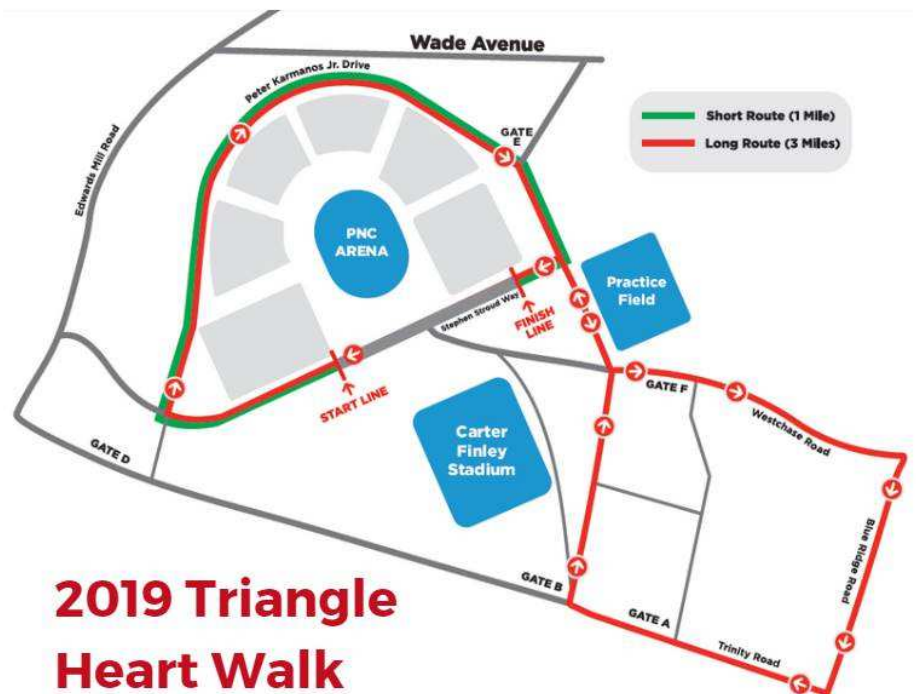 Wade Avenue
Peter Karmanos Jr. Drive
Edwards Mill Road
GATE
E
Short Route (1 Mile)
Long Route (3 Miles)
PNC
ARENA
Practice
Field
Stephen Stroud Way
FINISH
LINE
START LINE
GATE F
Westchase Road
GATE D
Carter
Finley
Stadium
Blue Ridge Road
GATE B
GATE A
Trinity Road
2019 Triangle
Heart Walk